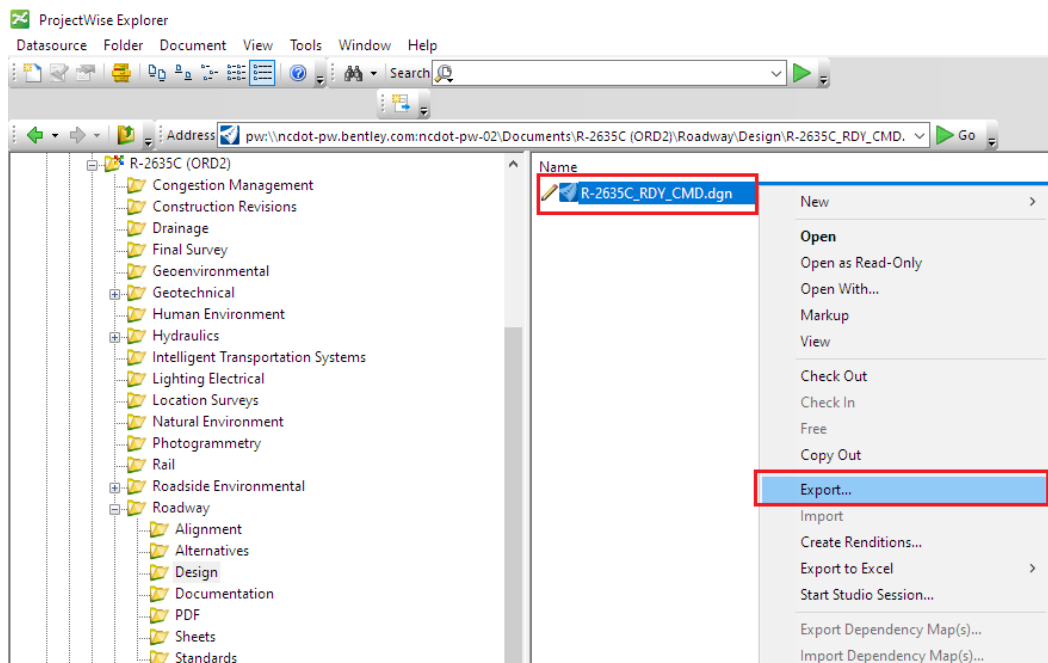 ProjectWise Explorer
Datasource Folder Document View Tools Window Help
Search
Address pw:\\ncdot-pw.bentley.com:ncdot-pw-02\Documents\R-2635C (ORD2)\Roadway\Design\R-2635C_RDY_CMD. Go
R-2635C (ORD2)
Congestion Management
Construction Revisions
Drainage
Final Survey
Geoenvironmental
Geotechnical
Human Environment
Hydraulics
Intelligent Transportation Systems
Lighting Electrical
Location Surveys
Natural Environment
Photogrammetry
Rail
Roadside Environmental
Roadway
Alignment
Alternatives
Design
Documentation
PDF
Sheets
Standards
Name
R-2635C_RDY_CMD.dgn
New
Open
Open as Read-Only
Open With...
Markup
View
Check Out
Check In
Free
Copy Out
Export...
Import
Create Renditions...
Export to Excel
Start Studio Session...
Export Dependency Map(s)...
Import Dependency Map(s)...